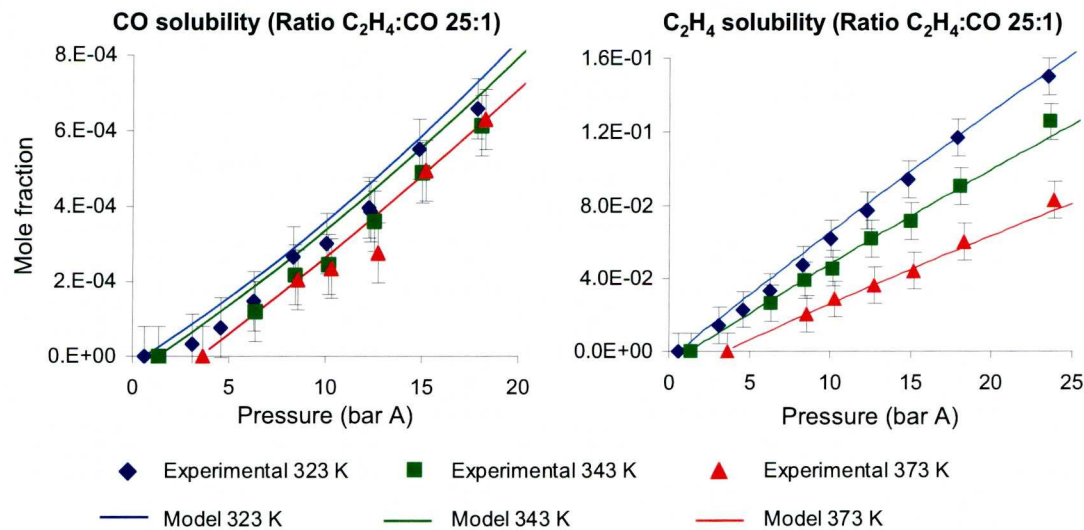 CO solubility (Ratio C₂H₄:CO 25:1)
8.E-04
6.E-04
4.E-04
2.E-04
0.E+00
0
5
10
15
20
Mole fraction
Pressure (bar A)
C₂H₄ solubility (Ratio C₂H₄:CO 25:1)
1.6E-01
1.2E-01
8.0E-02
4.0E-02
0.0E+00
0
5
10
15
20
25
Pressure (bar A)
Experimental 323 K
Experimental 343 K
Experimental 373 K
Model 323 K
Model 343 K
Model 373 K